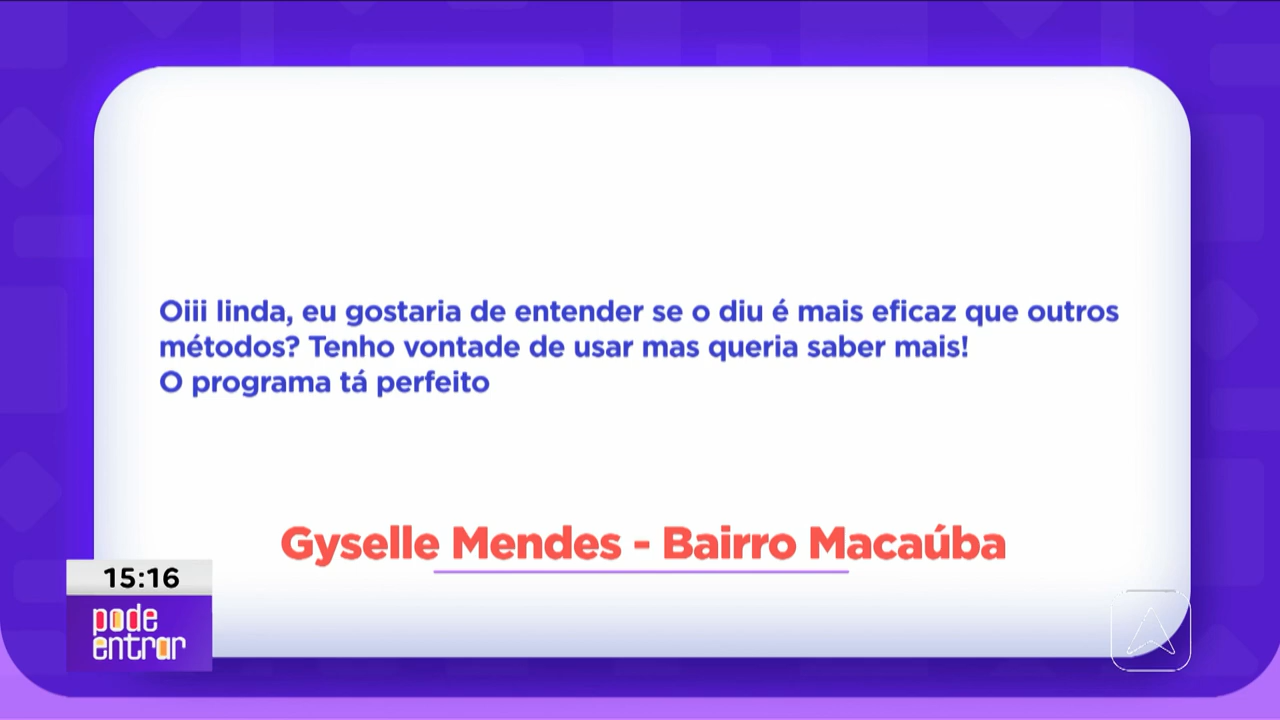 Oiii linda, eu gostaria de entender se o diu é mais eficaz que outros
métodos? Tenho vontade de usar mas queria saber mais!
O programa tá perfeito
Gyselle Mendes - Bairro Macaúba
15:16
pode
entrar